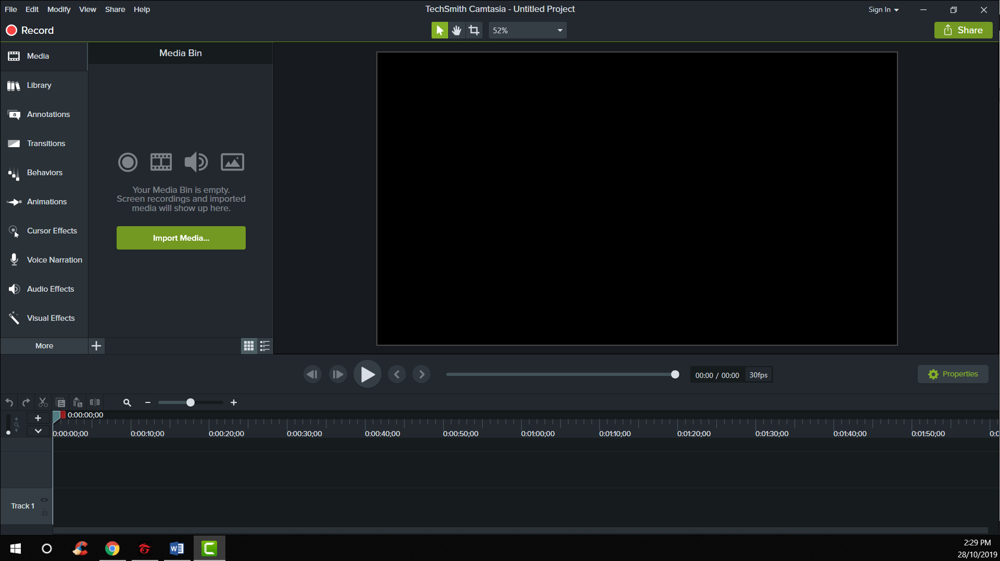 File Edit Modify View Share Help
TechSmith Camtasia - Untitled Project
Sign In
Record
52%
Share
Media
Library
Annotations
Transitions
Behaviors
Animations
Cursor Effects
Voice Narration
Audio Effects
Visual Effects
More
Media Bin
Your Media Bin is empty.
Screen recordings and imported
media will show up here.
Import Media...
00:00 / 00:00 30fps
Properties
0:00:00;00
0:00:00;00 0:00:10;00 0:00:20;00 0:00:30;00 0:00:40;00 0:00:50;00 0:01:00;00 0:01:10;00 0:01:20;00 0:01:30;00 0:01:40;00 0:01:50;00
Track 1
2:29 PM
28/10/2019